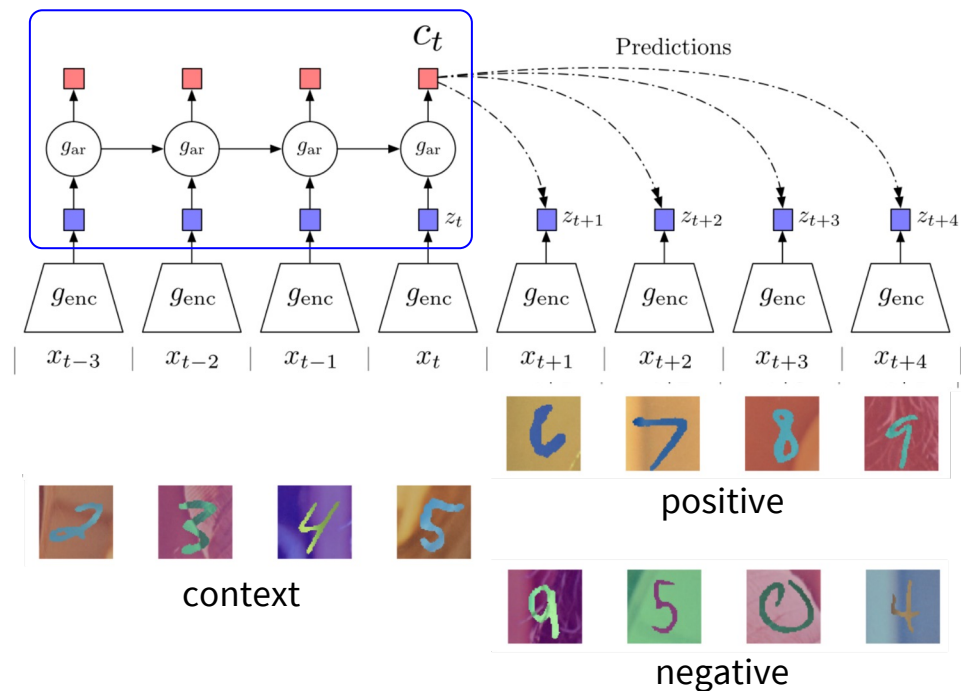 c_t
Predictions
g_ar g_ar g_ar g_ar
z_t z_{t+1} z_{t+2} z_{t+3} z_{t+4}
g_enc g_enc g_enc g_enc g_enc g_enc g_enc g_enc
| x_{t−3} | x_{t−2} | x_{t−1} | x_t | x_{t+1} | x_{t+2} | x_{t+3} | x_{t+4} |
6 7 8 9
positive
2 3 4 5
context
9 5 0 4
negative